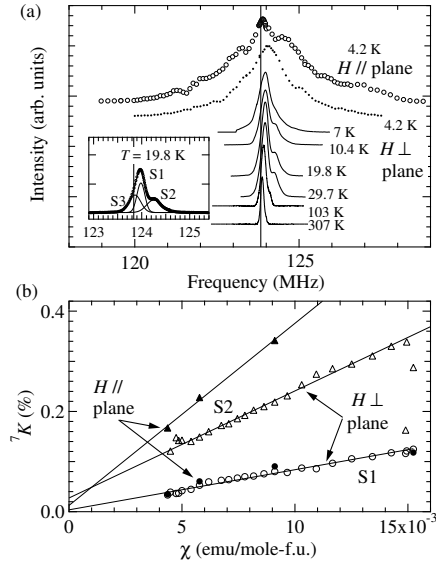 (a)
4.2 K
H // plane
4.2 K
7 K
10.4 K
H ⊥
plane
19.8 K
29.7 K
103 K
307 K
Intensity (arb. units)
T = 19.8 K
S1
S2
S3
123 124 125
120 125
Frequency (MHz)
(b)
0.4
0.2
0.0
⁷K (%)
H //
plane
S2
H ⊥
plane
S1
0 5 10 15x10⁻³
χ (emu/mole-f.u.)